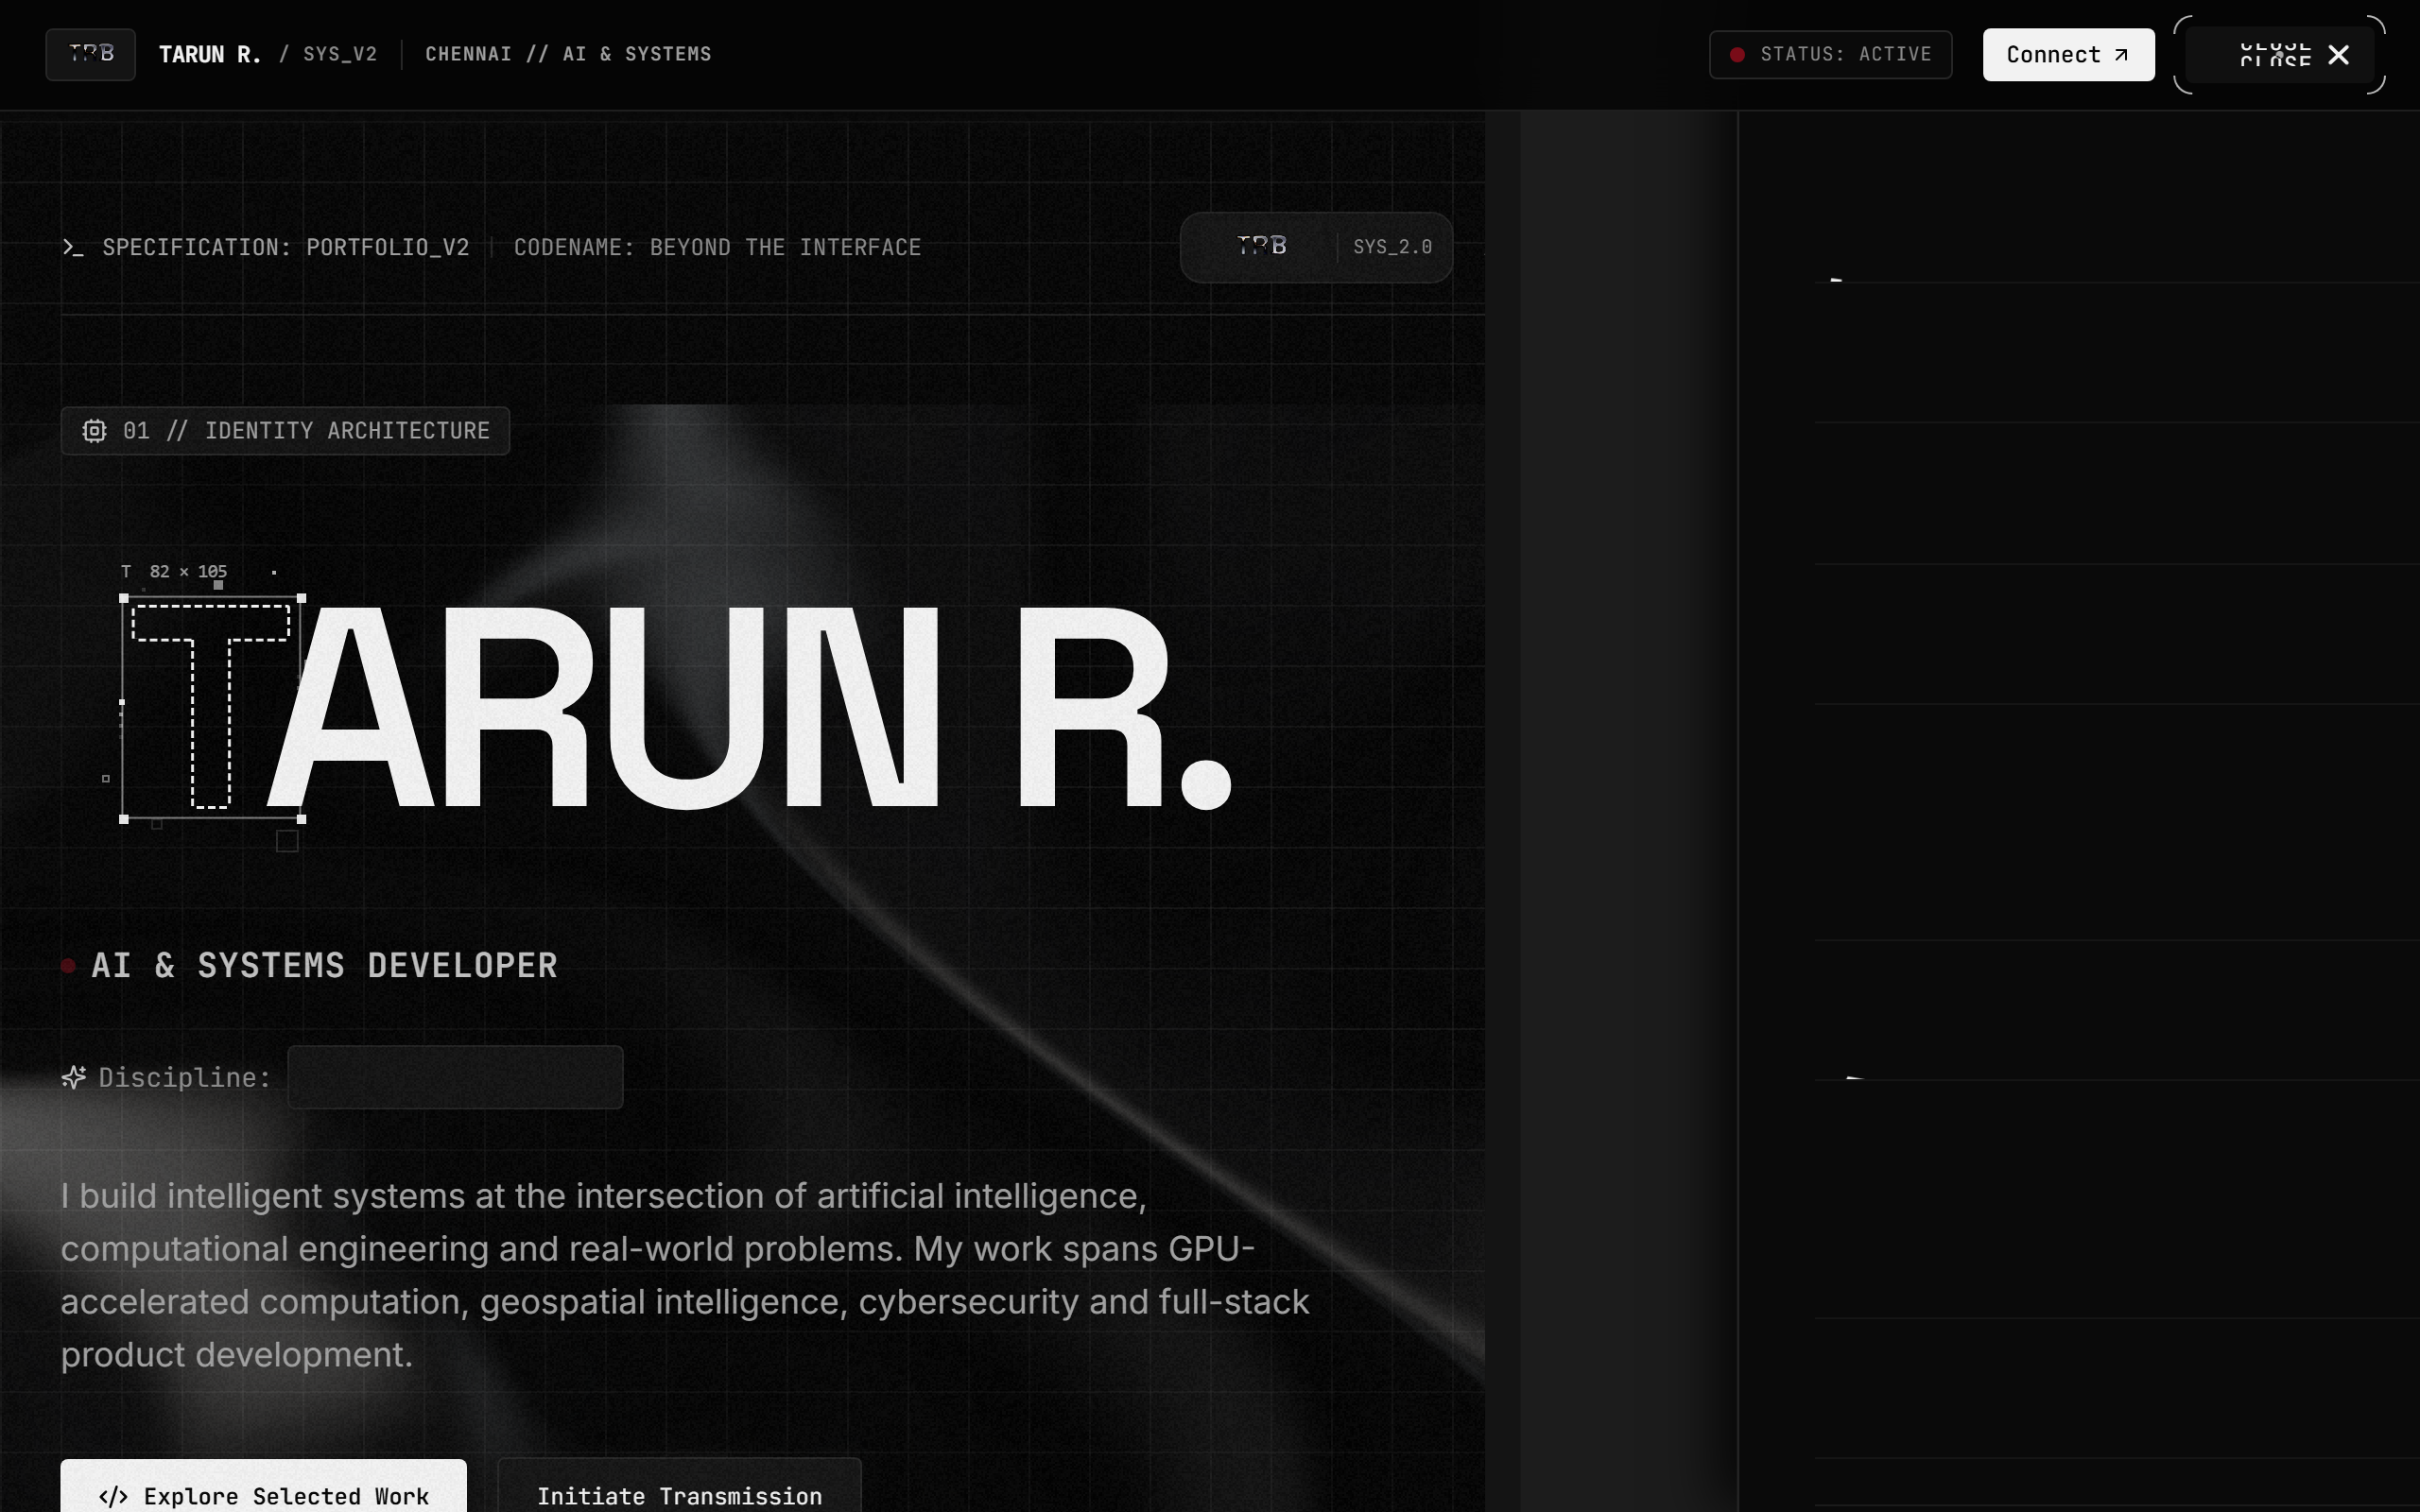 TRB TARUN R. / SYS_V2 CHENNAI // AI & SYSTEMS STATUS: ACTIVE Connect CLOSE
>_ SPECIFICATION: PORTFOLIO_V2 CODENAME: BEYOND THE INTERFACE TRB SYS_2.0
01 // IDENTITY ARCHITECTURE
T 82 × 105
TARUN R.
AI & SYSTEMS DEVELOPER
Discipline:
I build intelligent systems at the intersection of artificial intelligence,
computational engineering and real-world problems. My work spans GPU-
accelerated computation, geospatial intelligence, cybersecurity and full-stack
product development.
</> Explore Selected Work Initiate Transmission